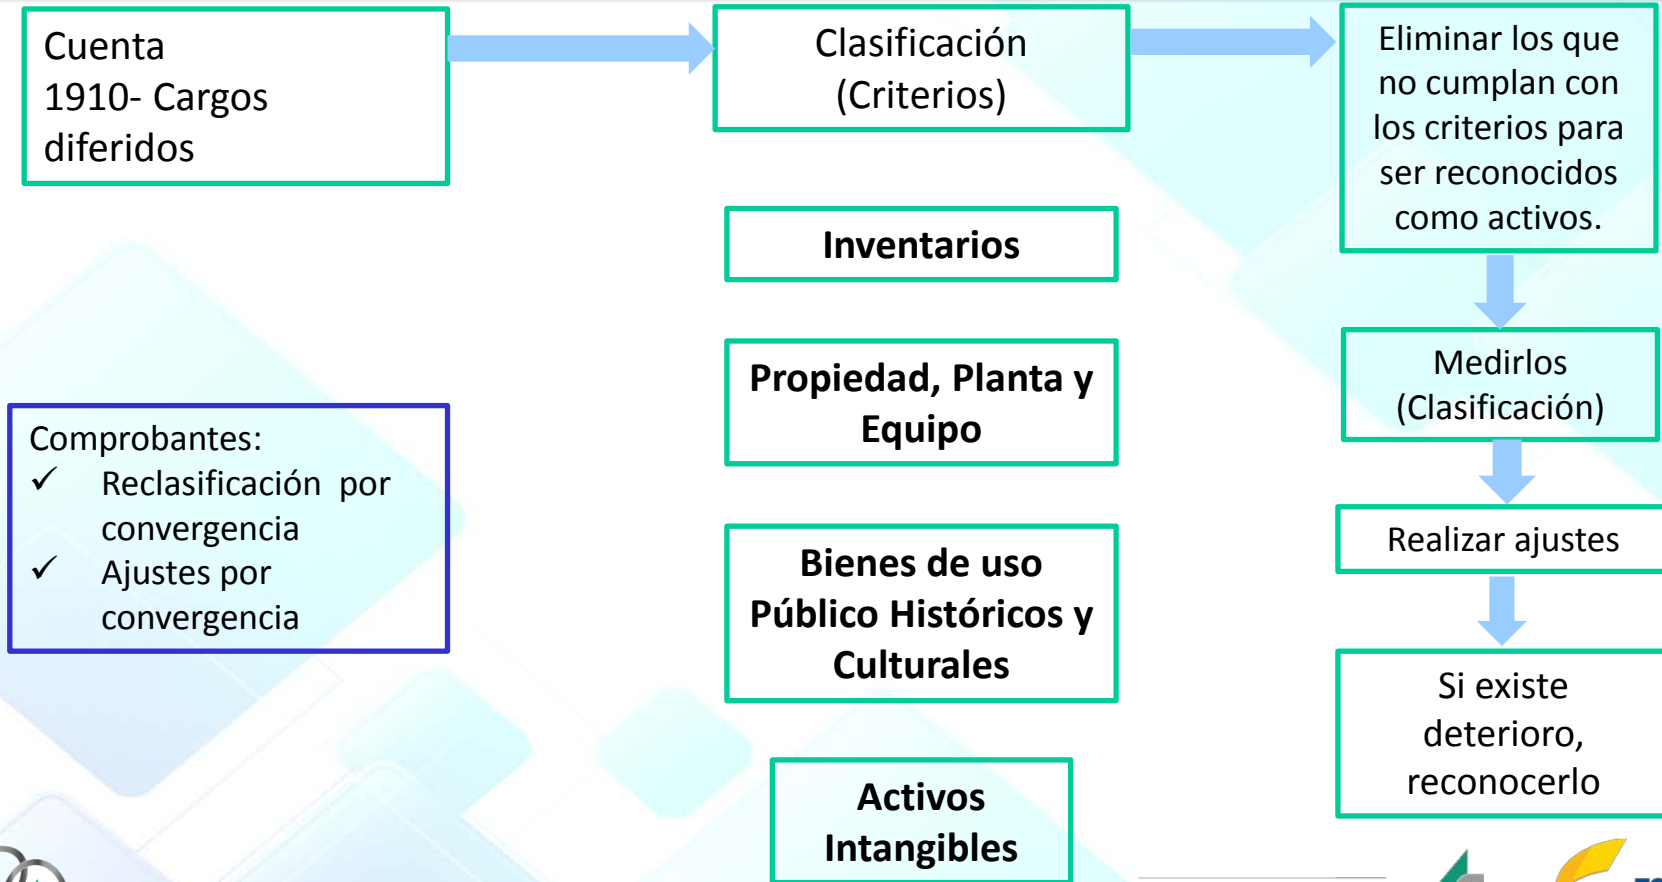 Cuenta
1910- Cargos
diferidos
Clasificación
(Criterios)
Eliminar los que
no cumplan con
los criterios para
ser reconocidos
como activos.
Inventarios
Propiedad, Planta y
Equipo
Bienes de uso
Público Históricos y
Culturales
Activos
Intangibles
Medirlos
(Clasificación)
Realizar ajustes
Si existe
deterioro,
reconocerlo
Comprobantes:
✓ Reclasificación por
convergencia
✓ Ajustes por
convergencia